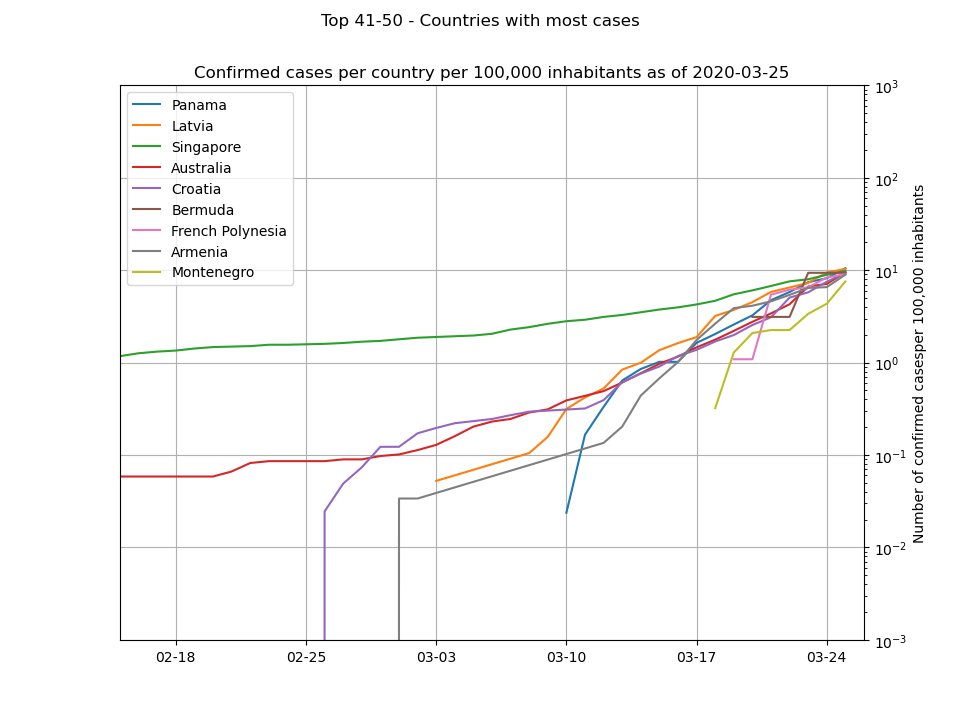 Top 41-50 - Countries with most cases
Confirmed cases per country per 100,000 inhabitants as of 2020-03-25
Panama
Latvia
Singapore
Australia
Croatia
Bermuda
French Polynesia
Armenia
Montenegro
10³
10²
10¹
10⁰
10⁻¹
10⁻²
10⁻³
Number of confirmed casesper 100,000 inhabitants
02-18 02-25 03-03 03-10 03-17 03-24